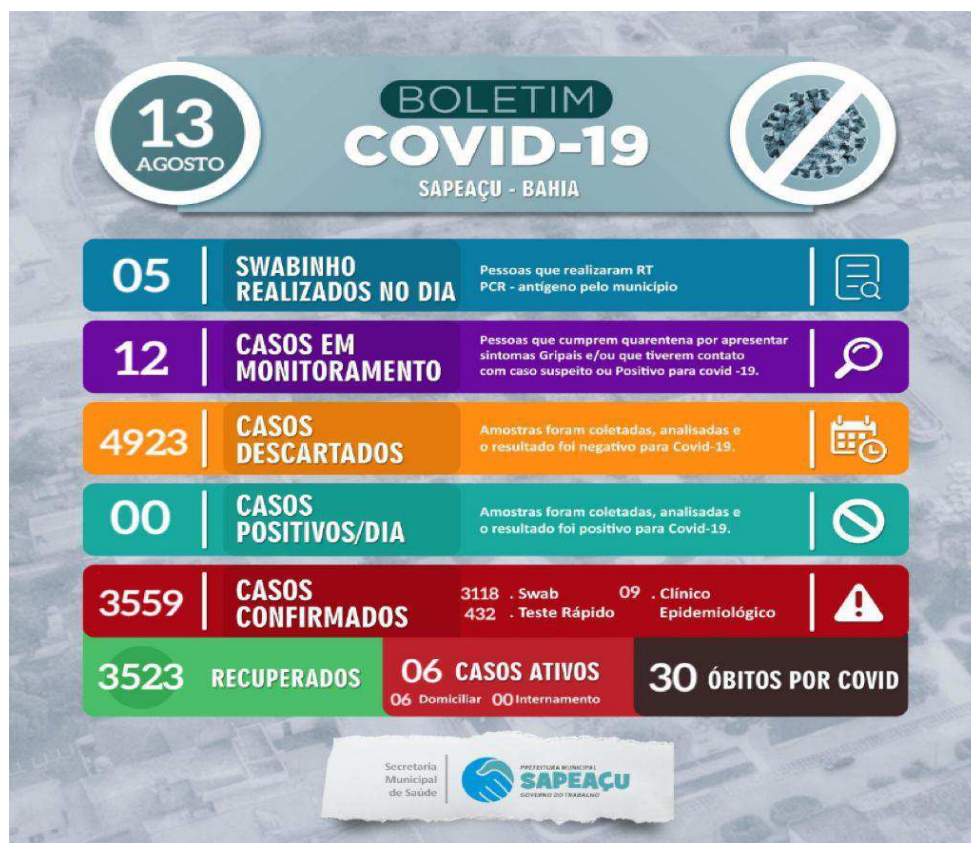 13
AGOSTO
BOLETIM
COVID-19
SAPEAÇU - BAHIA
05
SWABINHO
REALIZADOS NO DIA
Pessoas que realizaram RT
PCR - antígeno pelo município
12
CASOS EM
MONITORAMENTO
Pessoas que cumprem quarentena por apresentar
sintomas Gripais e/ou que tiverem contato
com caso suspeito ou Positivo para covid -19.
4923
CASOS
DESCARTADOS
Amostras foram coletadas, analisadas e
o resultado foi negativo para Covid-19.
00
CASOS
POSITIVOS/DIA
Amostras foram coletadas, analisadas e
o resultado foi positivo para Covid-19.
3559
CASOS
CONFIRMADOS
3118 . Swab
432 . Teste Rápido
09 . Clínico
Epidemiológico
3523 RECUPERADOS
06 CASOS ATIVOS
06 Domiciliar 00 Internamento
30 ÓBITOS POR COVID
Secretaria
Municipal
de Saúde
PREFEITURA MUNICIPAL
SAPEAÇU
GOVERNO DO TRABALHO